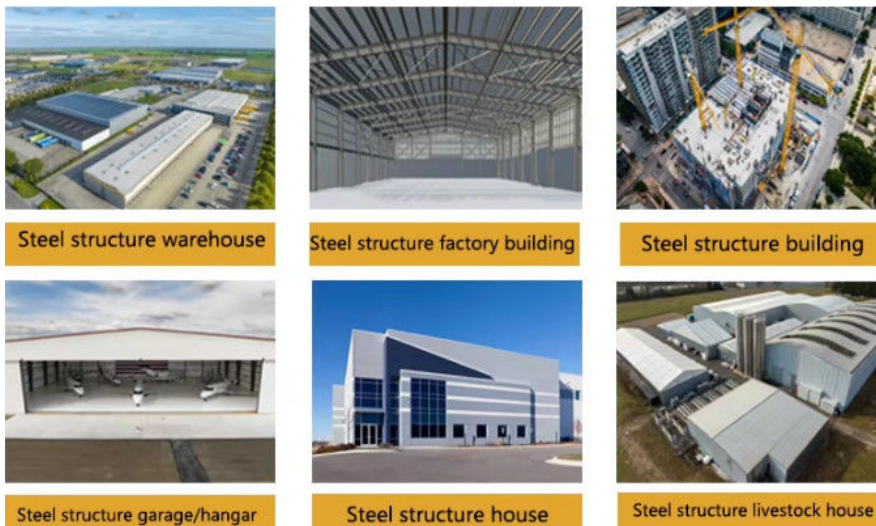 Steel structure warehouse
Steel structure factory building
Steel structure building
Steel structure garage/hangar
Steel structure house
Steel structure livestock house